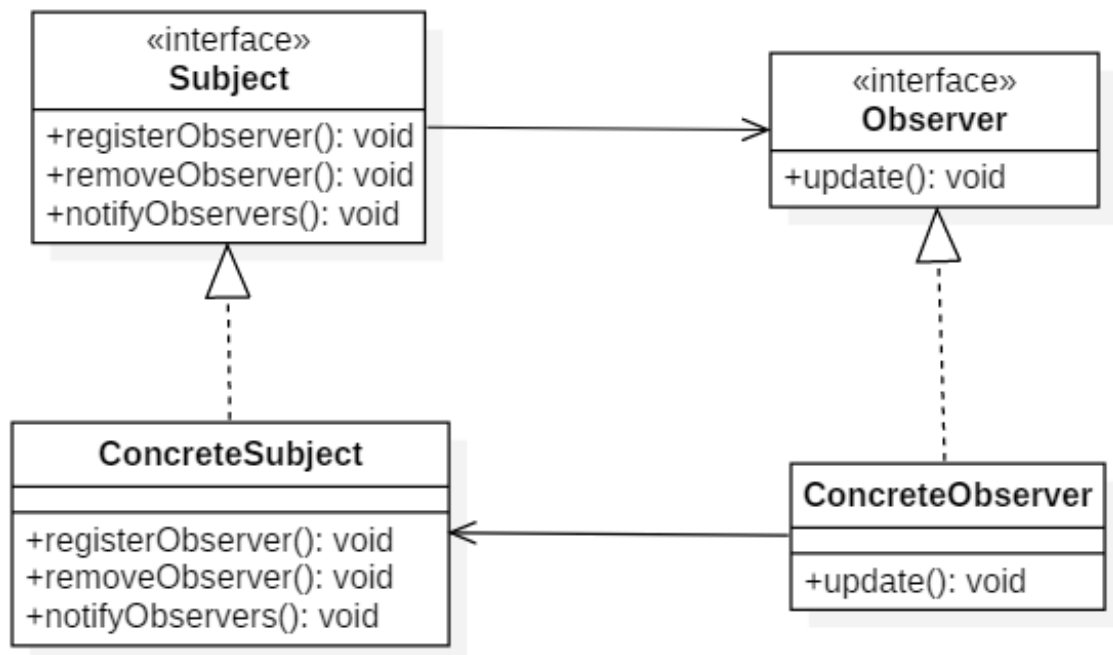 «interface»
Subject
+registerObserver(): void
+removeObserver(): void
+notifyObservers(): void
«interface»
Observer
+update(): void
ConcreteSubject
+registerObserver(): void
+removeObserver(): void
+notifyObservers(): void
ConcreteObserver
+update(): void